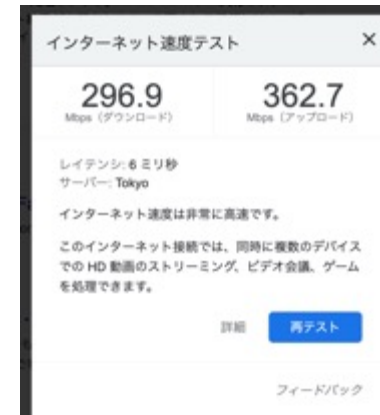 インターネット速度テスト
296.9
Mbps（ダウンロード）
362.7
Mbps（アップロード）
レイテンシ: 6 ミリ秒
サーバー: Tokyo
インターネット速度は非常に高速です。
このインターネット接続では、同時に複数のデバイス
での HD 動画のストリーミング、ビデオ会議、ゲーム
を処理できます。
詳細
再テスト
フィードバック